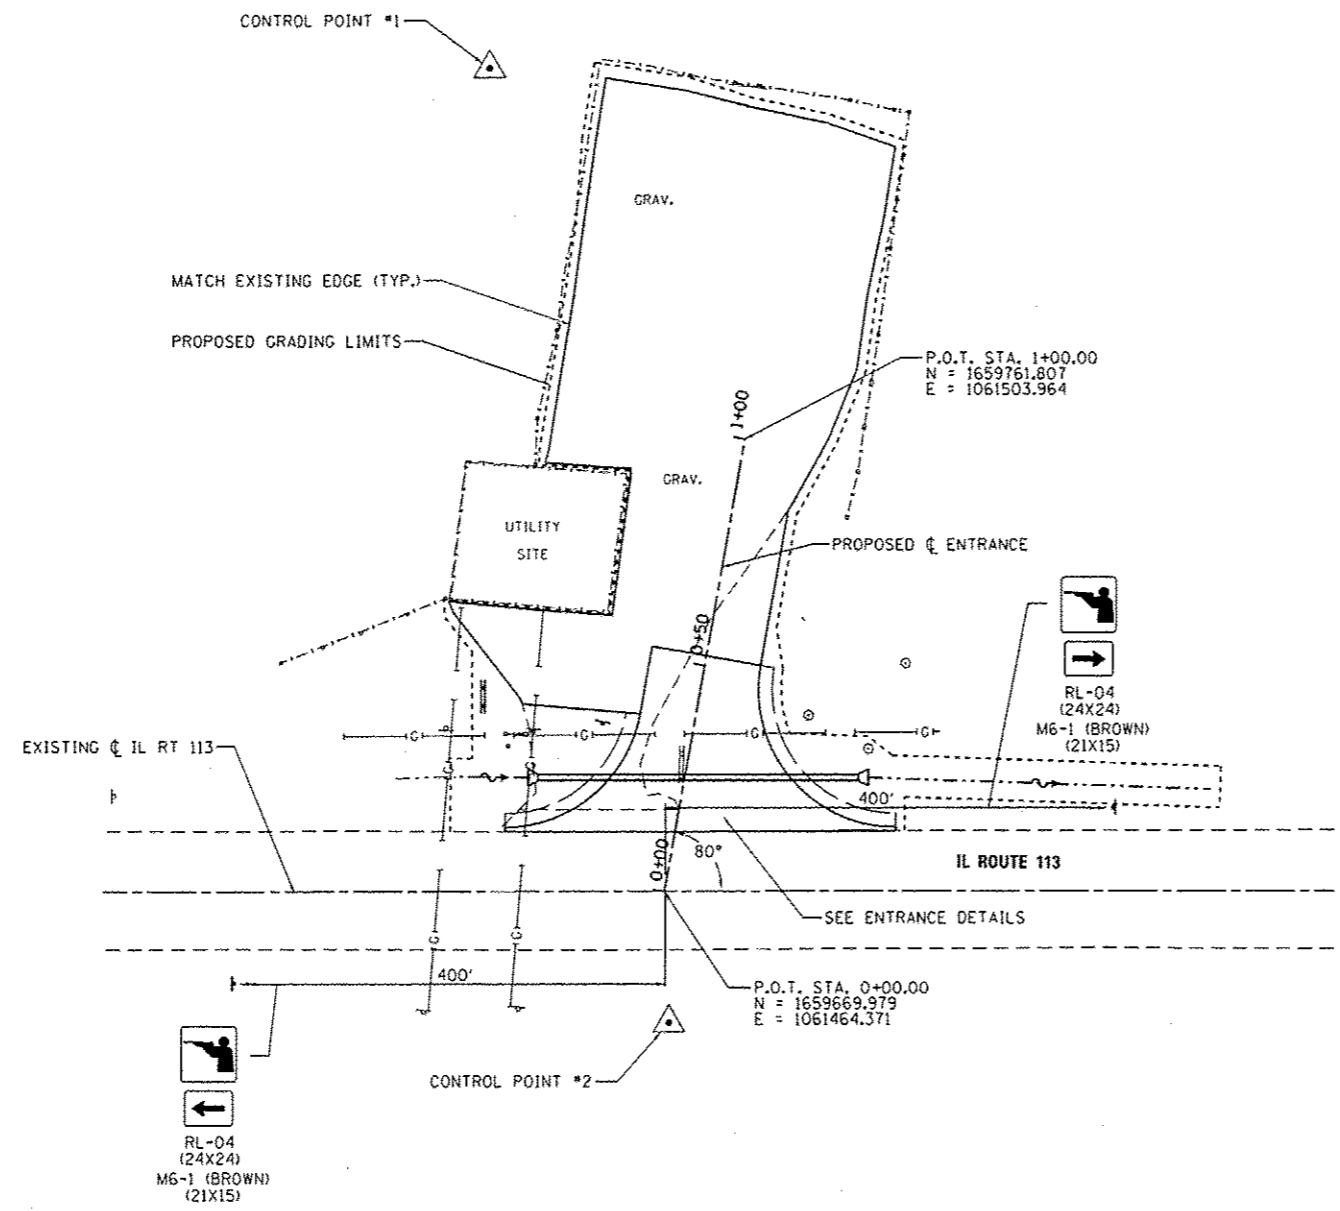 CONTROL POINT #1
GRAV.
MATCH EXISTING EDGE (TYP.)
PROPOSED GRADING LIMITS
P.O.T. STA. 1+00.00
N = 1659761.807
E = 1061503.964
1+00
GRAV.
UTILITY
SITE
PROPOSED ℄ ENTRANCE
0+50
RL-04
(24X24)
M6-1 (BROWN)
(21X15)
G
G
G
G
EXISTING ℄ IL RT 113
G
G
400'
0+00
80°
IL ROUTE 113
SEE ENTRANCE DETAILS
G
G
400'
P.O.T. STA. 0+00.00
N = 1659669.979
E = 1061464.371
CONTROL POINT #2
RL-04
(24X24)
M6-1 (BROWN)
(21X15)